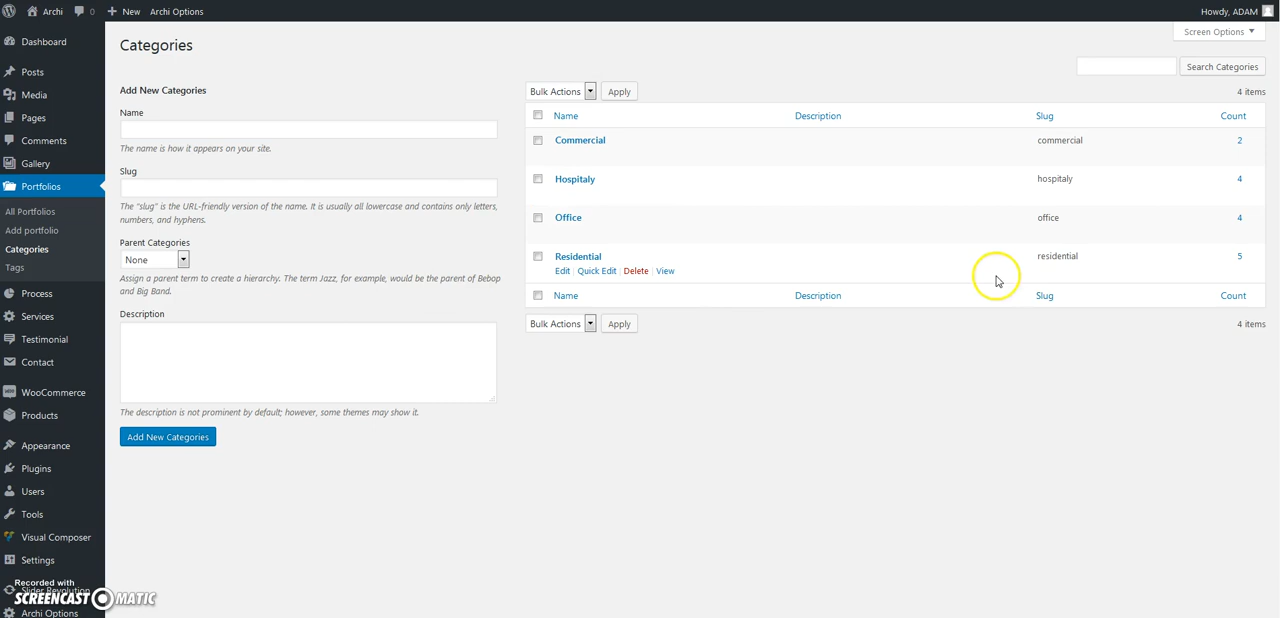 Archi 0 New Archi Options Howdy, ADAM
Screen Options
Dashboard
Posts
Media
Pages
Comments
Gallery
Portfolios
All Portfolios
Add portfolio
Categories
Tags
Process
Services
Testimonial
Contact
WooCommerce
Products
Appearance
Plugins
Users
Tools
Visual Composer
Settings
Slider Revolution
Archi Options
Recorded with
SCREENCAST-O-MATIC
Categories
Add New Categories
Name
The name is how it appears on your site.
Slug
The “slug” is the URL-friendly version of the name. It is usually all lowercase and contains only letters,
numbers, and hyphens.
Parent Categories
None
Assign a parent term to create a hierarchy. The term Jazz, for example, would be the parent of Bebop
and Big Band.
Description
The description is not prominent by default; however, some themes may show it.
Add New Categories
Search Categories
Bulk Actions Apply 4 items
Name Description Slug Count
Commercial commercial 2
Hospitaly hospitaly 4
Office office 4
Residential residential 5
Edit | Quick Edit | Delete | View
Name Description Slug Count
Bulk Actions Apply 4 items